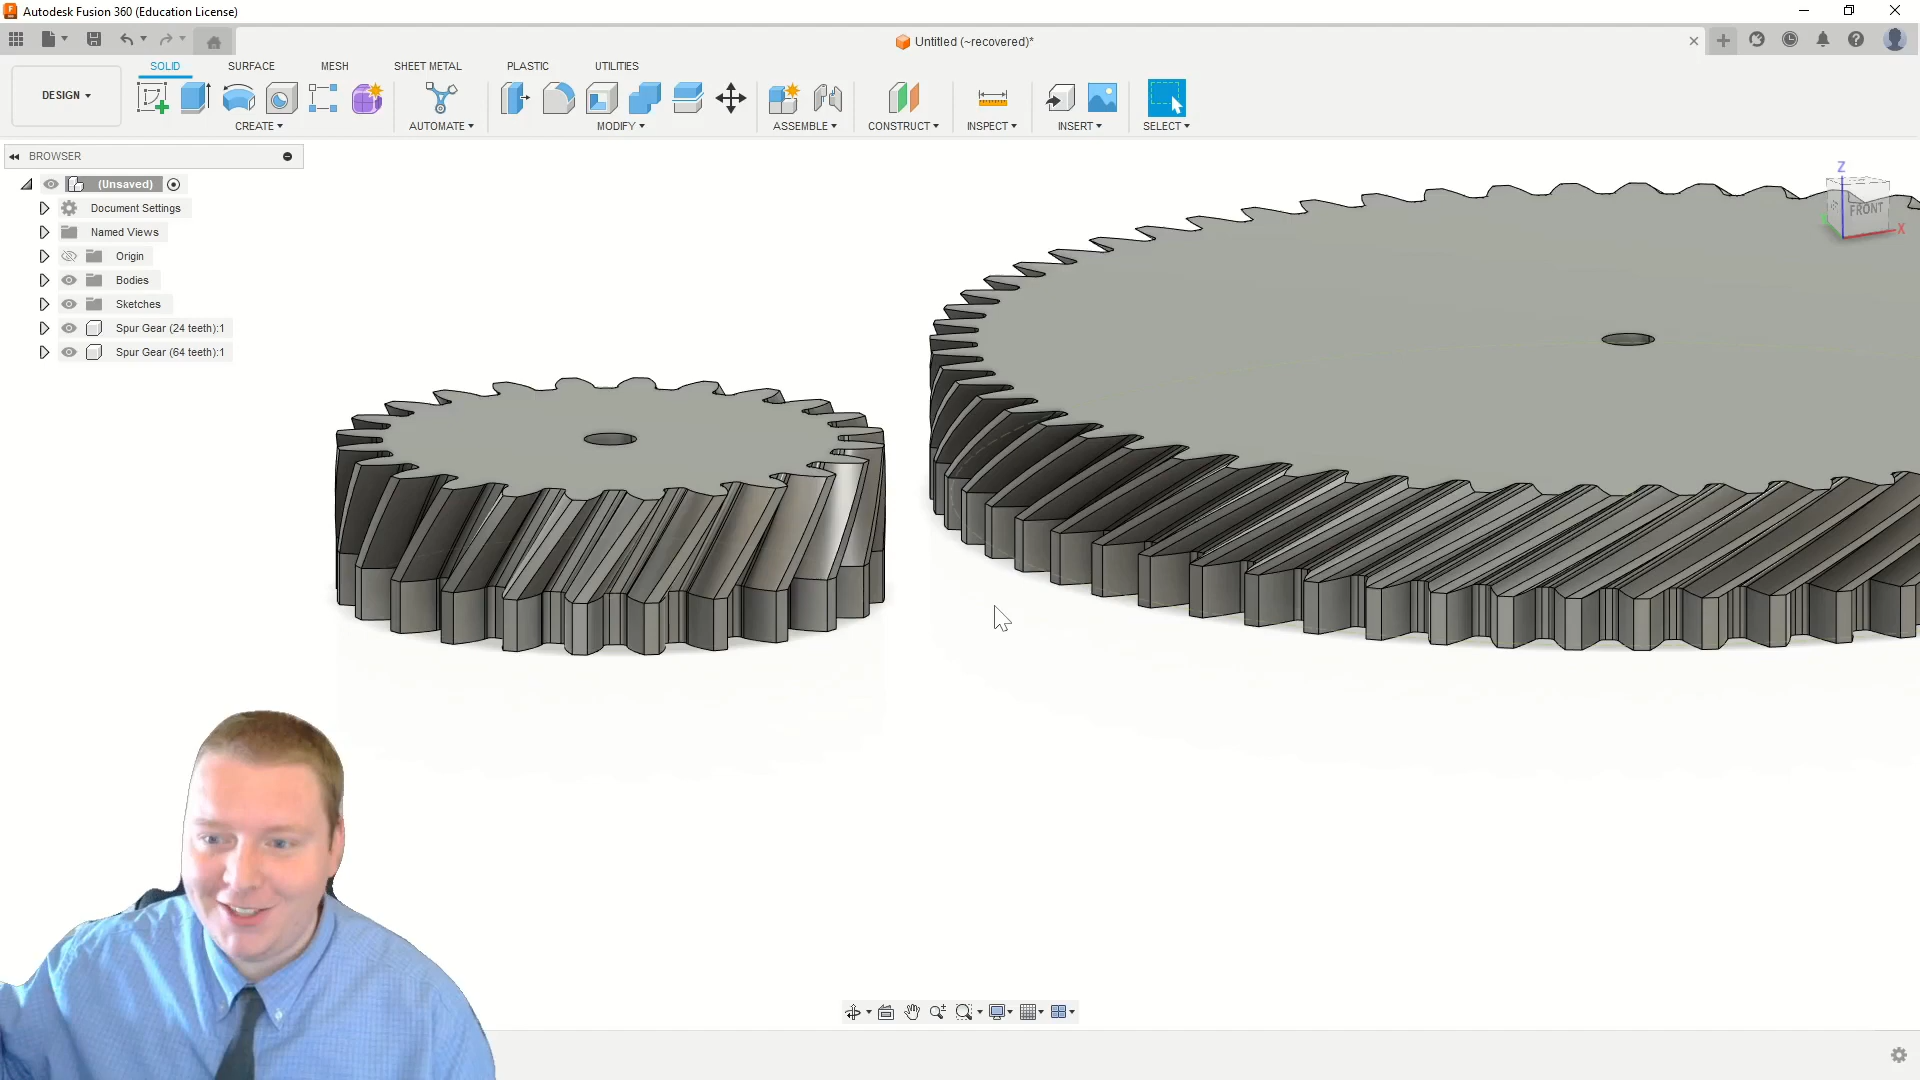 Autodesk Fusion 360 (Education License)
Untitled (~recovered)*
DESIGN
SOLID SURFACE MESH SHEET METAL PLASTIC UTILITIES
CREATE AUTOMATE MODIFY ASSEMBLE CONSTRUCT INSPECT INSERT SELECT
BROWSER
(Unsaved)
Document Settings
Named Views
Origin
Bodies
Sketches
Spur Gear (24 teeth):1
Spur Gear (64 teeth):1
Z
FRONT
X